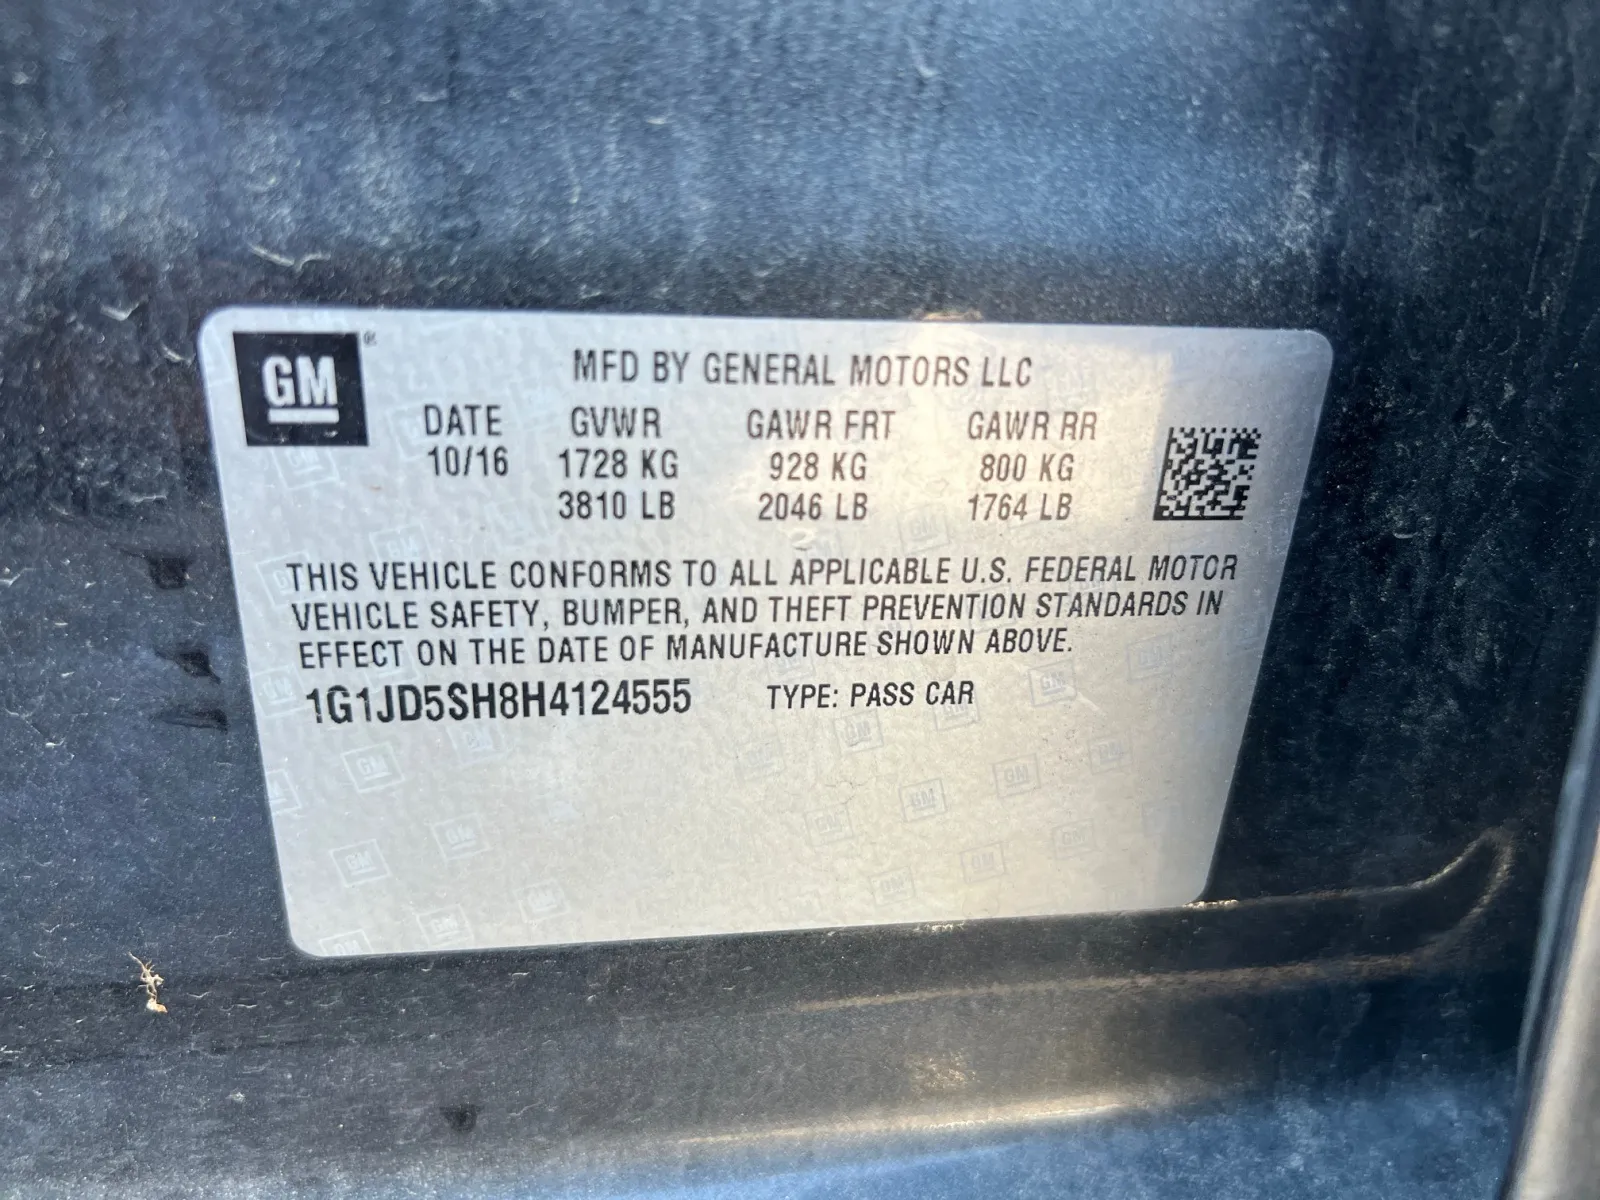 GM ®
MFD BY GENERAL MOTORS LLC
DATE GVWR GAWR FRT GAWR RR
10/16 1728 KG 928 KG 800 KG
3810 LB 2046 LB 1764 LB
THIS VEHICLE CONFORMS TO ALL APPLICABLE U.S. FEDERAL MOTOR
VEHICLE SAFETY, BUMPER, AND THEFT PREVENTION STANDARDS IN
EFFECT ON THE DATE OF MANUFACTURE SHOWN ABOVE.
1G1JD5SH8H4124555 TYPE: PASS CAR